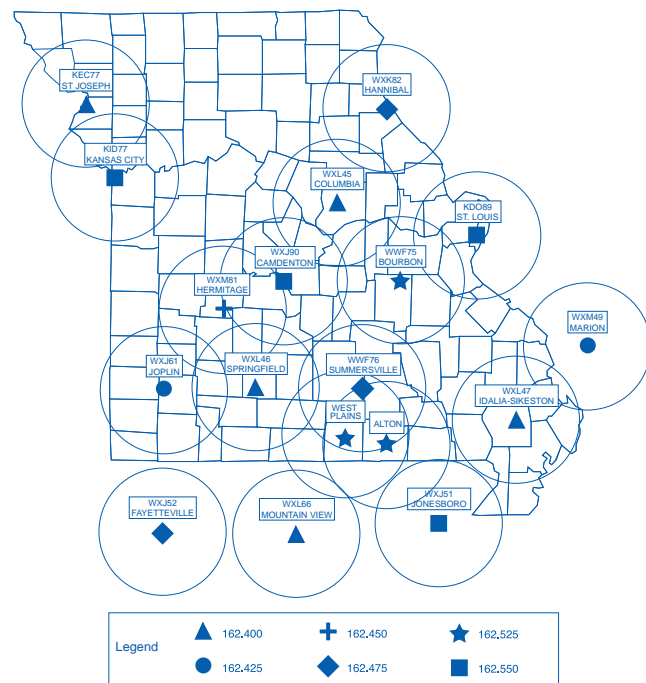 KEC77
ST JOSEPH
WXK82
HANNIBAL
KID77
KANSAS CITY
WXL45
COLUMBIA
KDO89
ST. LOUIS
WXJ90
CAMDENTON
WWF75
BOURBON
WXM81
HERMITAGE
WXM49
MARION
WXJ61
JOPLIN
WXL46
SPRINGFIELD
WWF76
SUMMERSVILLE
WXL47
IDALIA-SIKESTON
WEST
PLAINS
ALTON
WXJ52
FAYETTEVILLE
WXL66
MOUNTAIN VIEW
WXJ51
JONESBORO
Legend
162.400
162.450
162.525
162.425
162.475
162.550